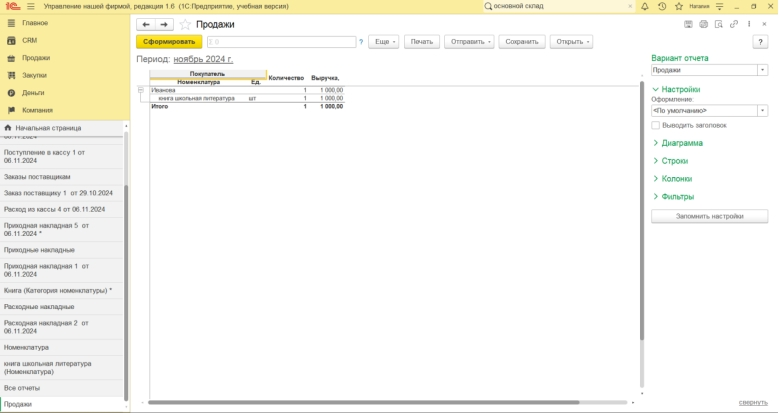 1С Управление нашей фирмой, редакция 1.6 (1С:Предприятие, учебная версия) основной склад × Наталия
Главное
CRM
Продажи
Закупки
Деньги
Компания
Начальная страница
06.11.2024
Поступление в кассу 1 от
06.11.2024
Заказы поставщикам
Заказ поставщику 1 от 29.10.2024
Расход из кассы 4 от 06.11.2024
Приходная накладная 5 от
06.11.2024 *
Приходные накладные
Приходная накладная 1 от
06.11.2024
Книга (Категория номенклатуры) *
Расходные накладные
Расходная накладная 2 от
06.11.2024
Номенклатура
книга школьная литература
(Номенклатура)
Все отчеты
Продажи
Продажи
Сформировать Σ 0 ? Еще Печать Отправить Сохранить Открыть ?
Период: ноябрь 2024 г.
Покупатель Количество Выручка,
Номенклатура Ед.
Иванова 1 1 000,00
книга школьная литература шт 1 1 000,00
Итого 1 1 000,00
Вариант отчета
Продажи
Настройки
Оформление:
<По умолчанию>
Выводить заголовок
Диаграмма
Строки
Колонки
Фильтры
Запомнить настройки
свернуть